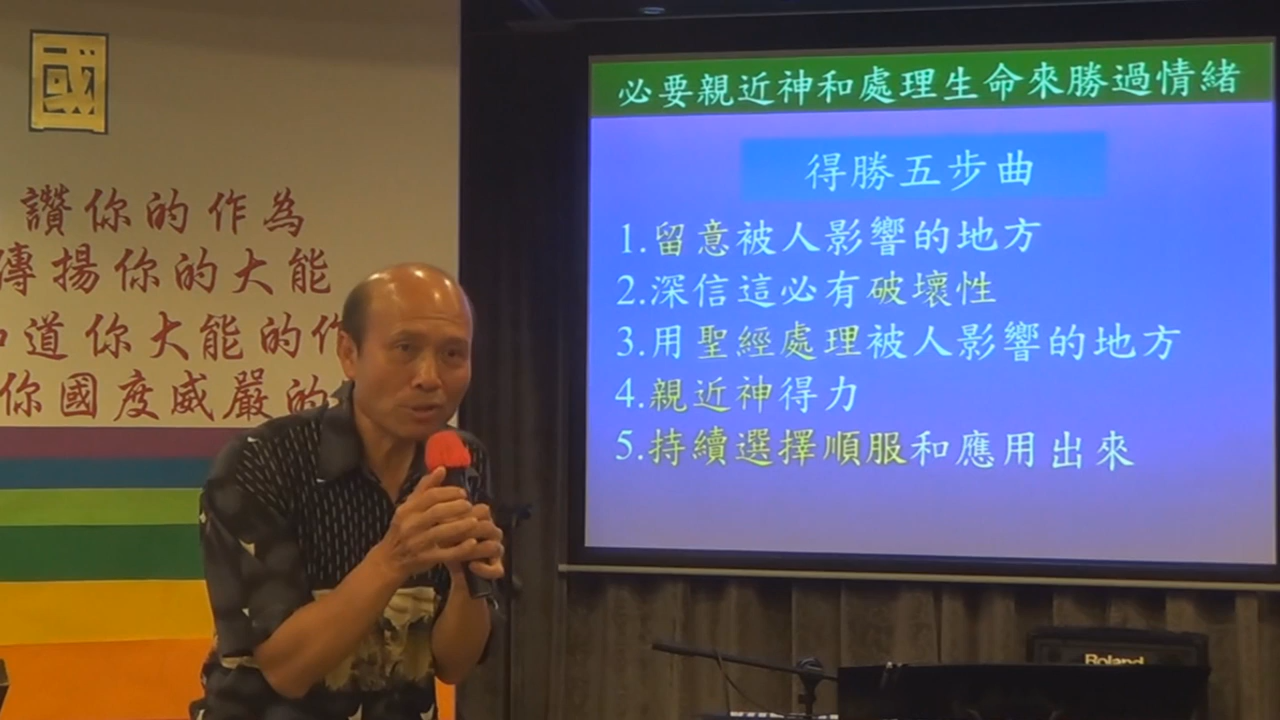 國
讚你的作為
傳揚你的大能
道你大能的作
你國度威嚴的
必要親近神和處理生命來勝過情緒
得勝五步曲
1.留意被人影響的地方
2.深信這必有破壞性
3.用聖經處理被人影響的地方
4.親近神得力
5.持續選擇順服和應用出來
Roland